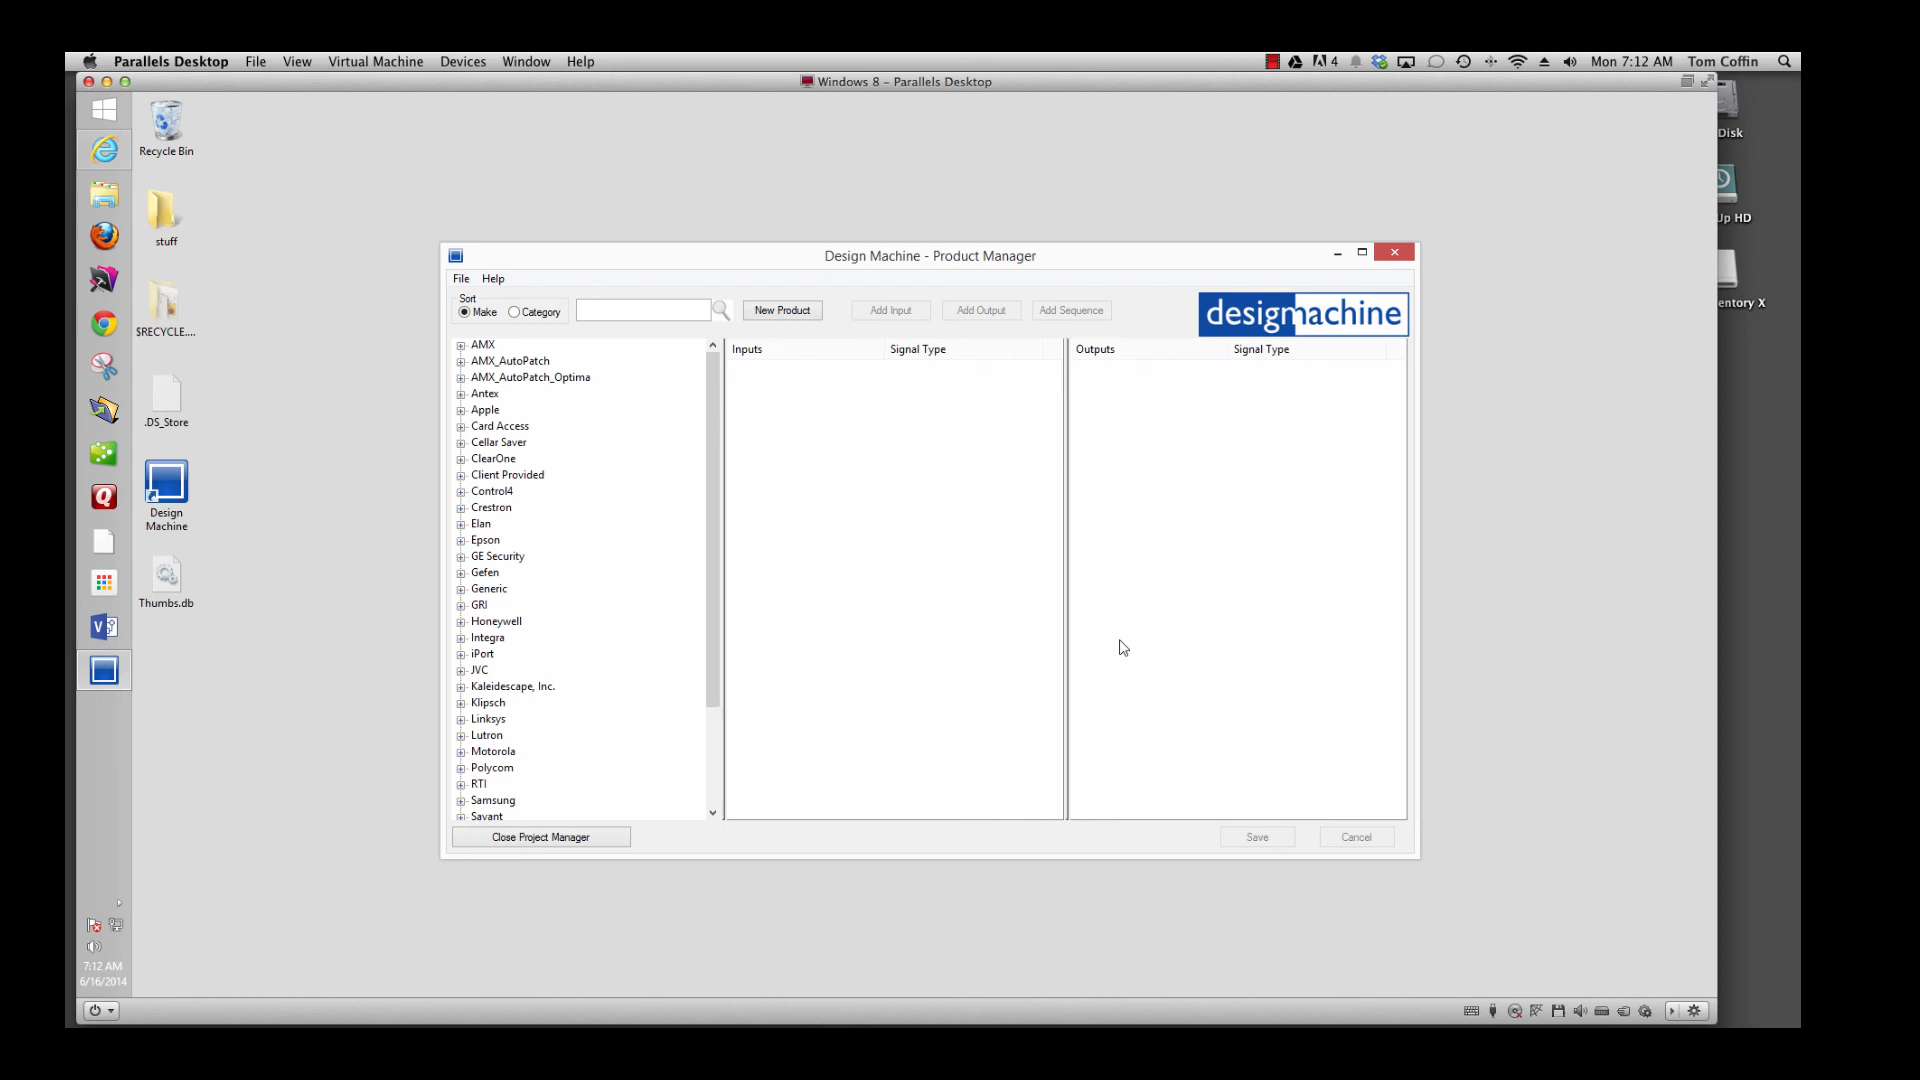 Parallels Desktop File View Virtual Machine Devices Window Help
4 Mon 7:12 AM Tom Coffin
Windows 8 – Parallels Desktop
Disk
Up HD
entory X
Recycle Bin
stuff
$RECYCLE....
.DS_Store
Design
Machine
Thumbs.db
7:12 AM
6/16/2014
Design Machine - Product Manager
File Help
Sort
Make Category
New Product Add Input Add Output Add Sequence
designmachine
AMX
AMX_AutoPatch
AMX_AutoPatch_Optima
Antex
Apple
Card Access
Cellar Saver
ClearOne
Client Provided
Control4
Crestron
Elan
Epson
GE Security
Gefen
Generic
GRI
Honeywell
Integra
iPort
JVC
Kaleidescape, Inc.
Klipsch
Linksys
Lutron
Motorola
Polycom
RTI
Samsung
Savant
Inputs Signal Type
Outputs Signal Type
Close Project Manager
Save Cancel